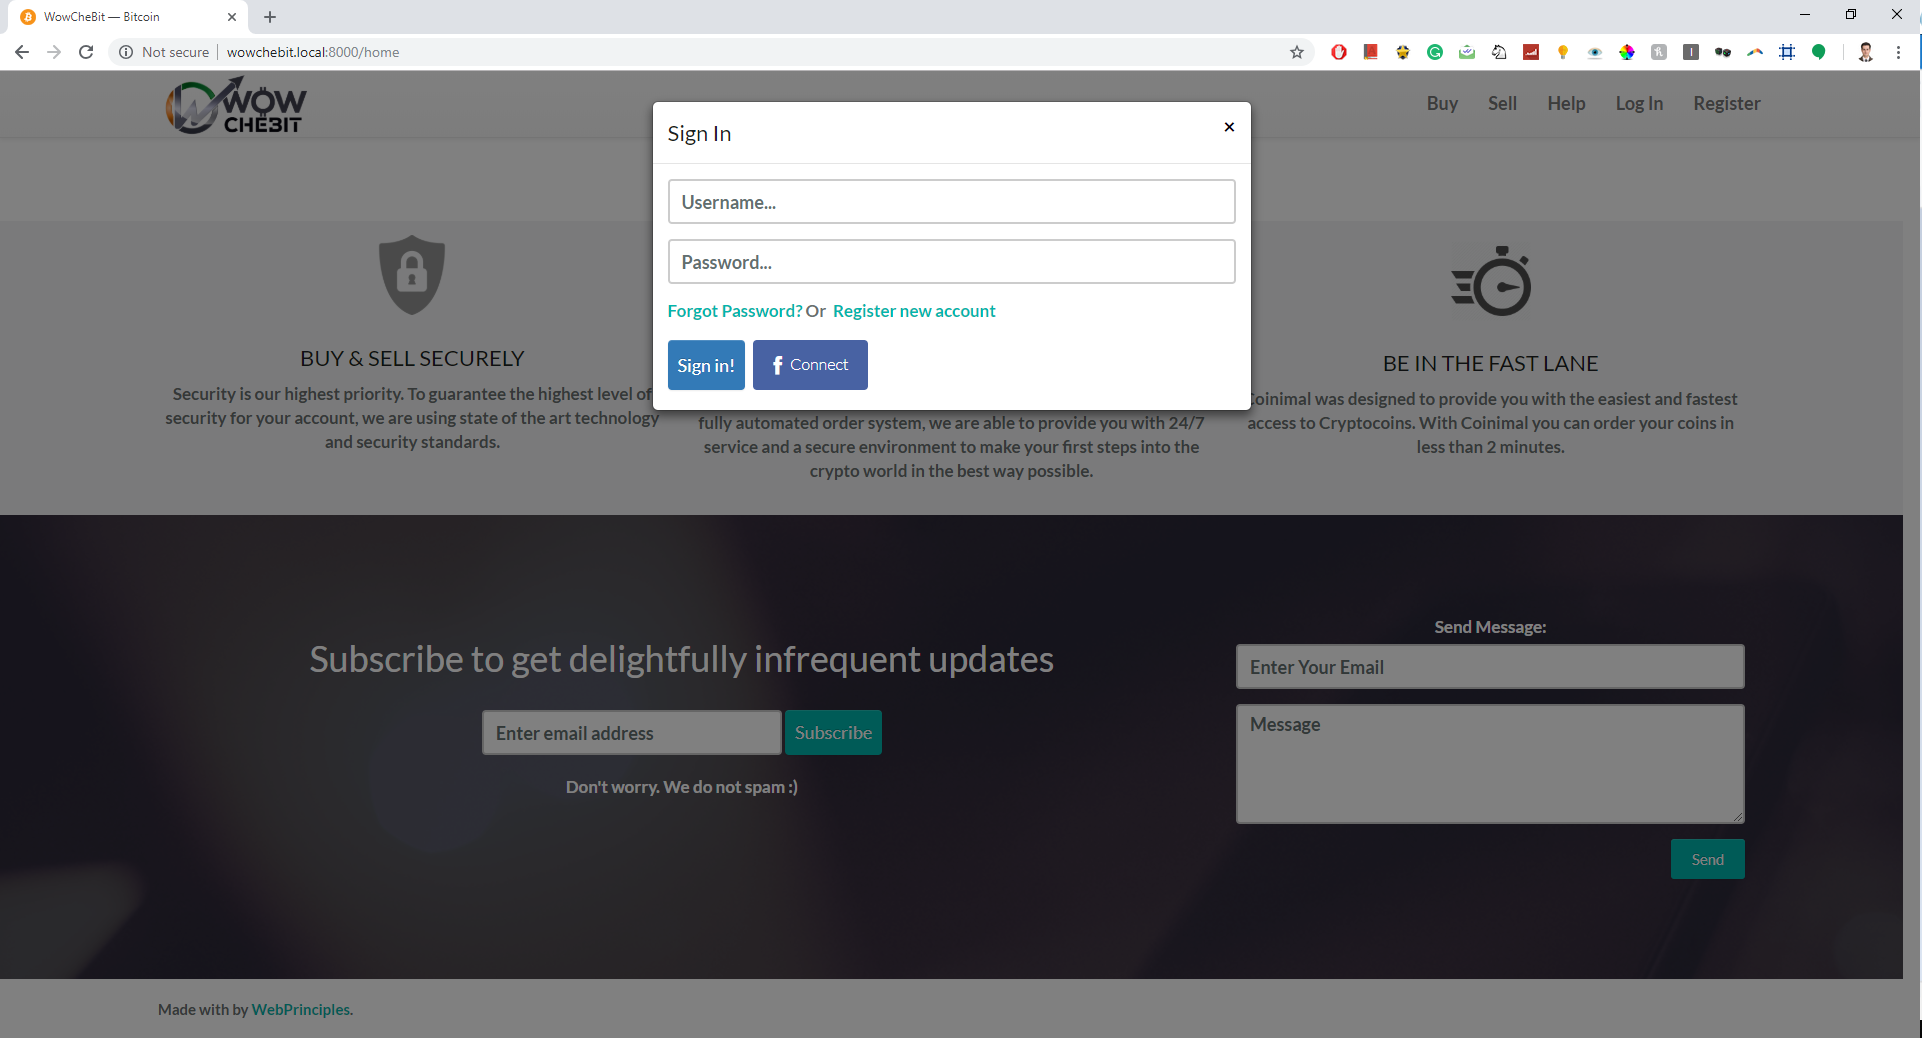 WowCheBit — Bitcoin
Not secure
wowchebit.local:8000/home
WOW
CHEBIT
Buy
Sell
Help
Log In
Register
Sign In
×
Username...
Password...
Forgot Password? Or Register new account
Sign in!
f Connect
BUY & SELL SECURELY
Security is our highest priority. To guarantee the highest level of
security for your account, we are using state of the art technology
and security standards.
fully automated order system, we are able to provide you with 24/7
service and a secure environment to make your first steps into the
crypto world in the best way possible.
BE IN THE FAST LANE
Coinimal was designed to provide you with the easiest and fastest
access to Cryptocoins. With Coinimal you can order your coins in
less than 2 minutes.
Subscribe to get delightfully infrequent updates
Enter email address
Subscribe
Don't worry. We do not spam :)
Send Message:
Enter Your Email
Message
Send
Made with by WebPrinciples.